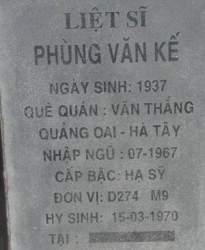 LIỆT SĨ
PHÙNG VĂN KẾ
NGÀY SINH: 1937
QUÊ QUÁN: VĂN THẮNG
QUẢNG OAI - HÀ TÂY
NHẬP NGŨ: 07-1967
CẤP BẬC: HẠ SỸ
ĐƠN VỊ: D274 M9
HY SINH: 15-03-1970
TẠI: